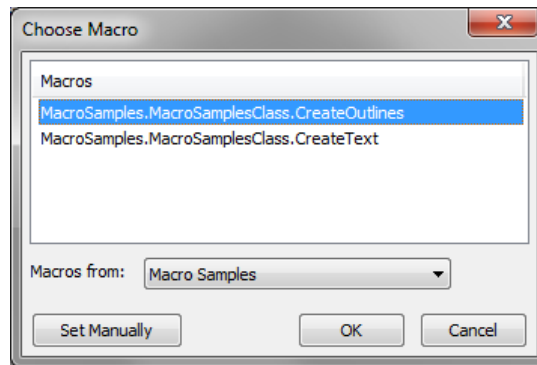 Choose Macro
Macros
MacroSamples.MacroSamplesClass.CreateOutlines
MacroSamples.MacroSamplesClass.CreateText
Macros from: Macro Samples
Set Manually OK Cancel